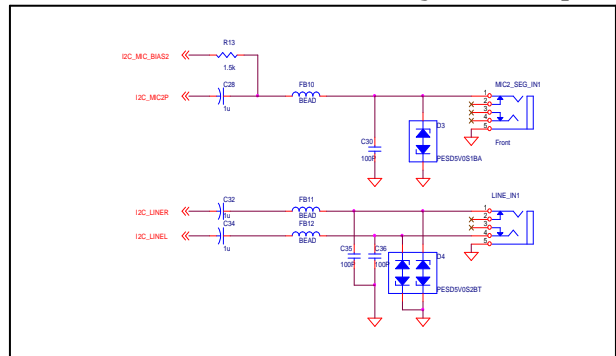 R13
I2C_MIC_BIAS2
1.5k
C28
FB10
MIC2_SEG_IN1
I2C_MIC2P
1u
BEAD
1
2
3
4
5
D3
C30
100P
PESD5V0S1BA
Front
C32
FB11
LINE_IN1
I2C_LINER
1u
BEAD
1
2
3
4
5
C34
FB12
I2C_LINEL
1u
BEAD
C35
C36
D4
100P
100P
PESD5V0S2BT